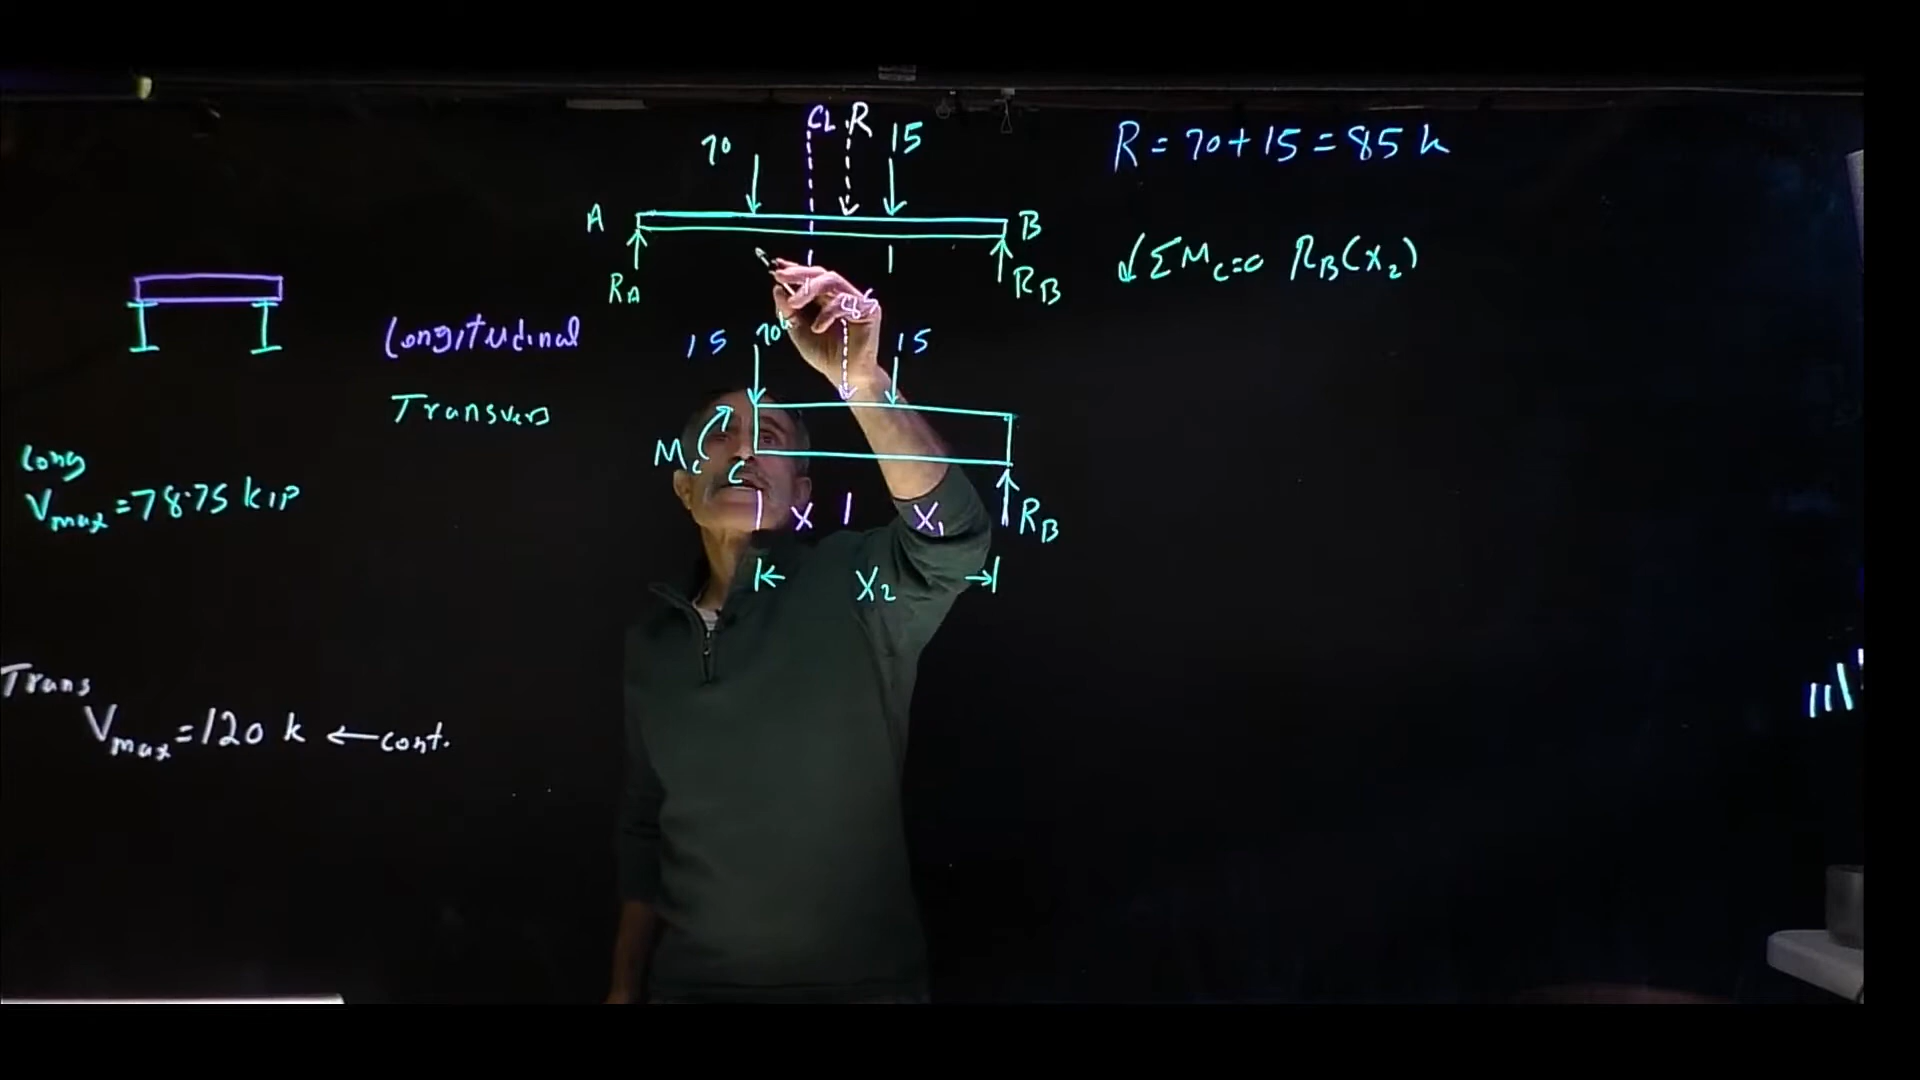 CL R
70 15
R = 70 + 15 = 85 k
A B
RA RB
ΣMC=0 RB(X2)
Longitudinal
15 70k 15
Transvers
Mc C
Long
Vmax = 78.75 kIP
X X1 RB
X2
Trans
Vmax = 120 k ← cont.